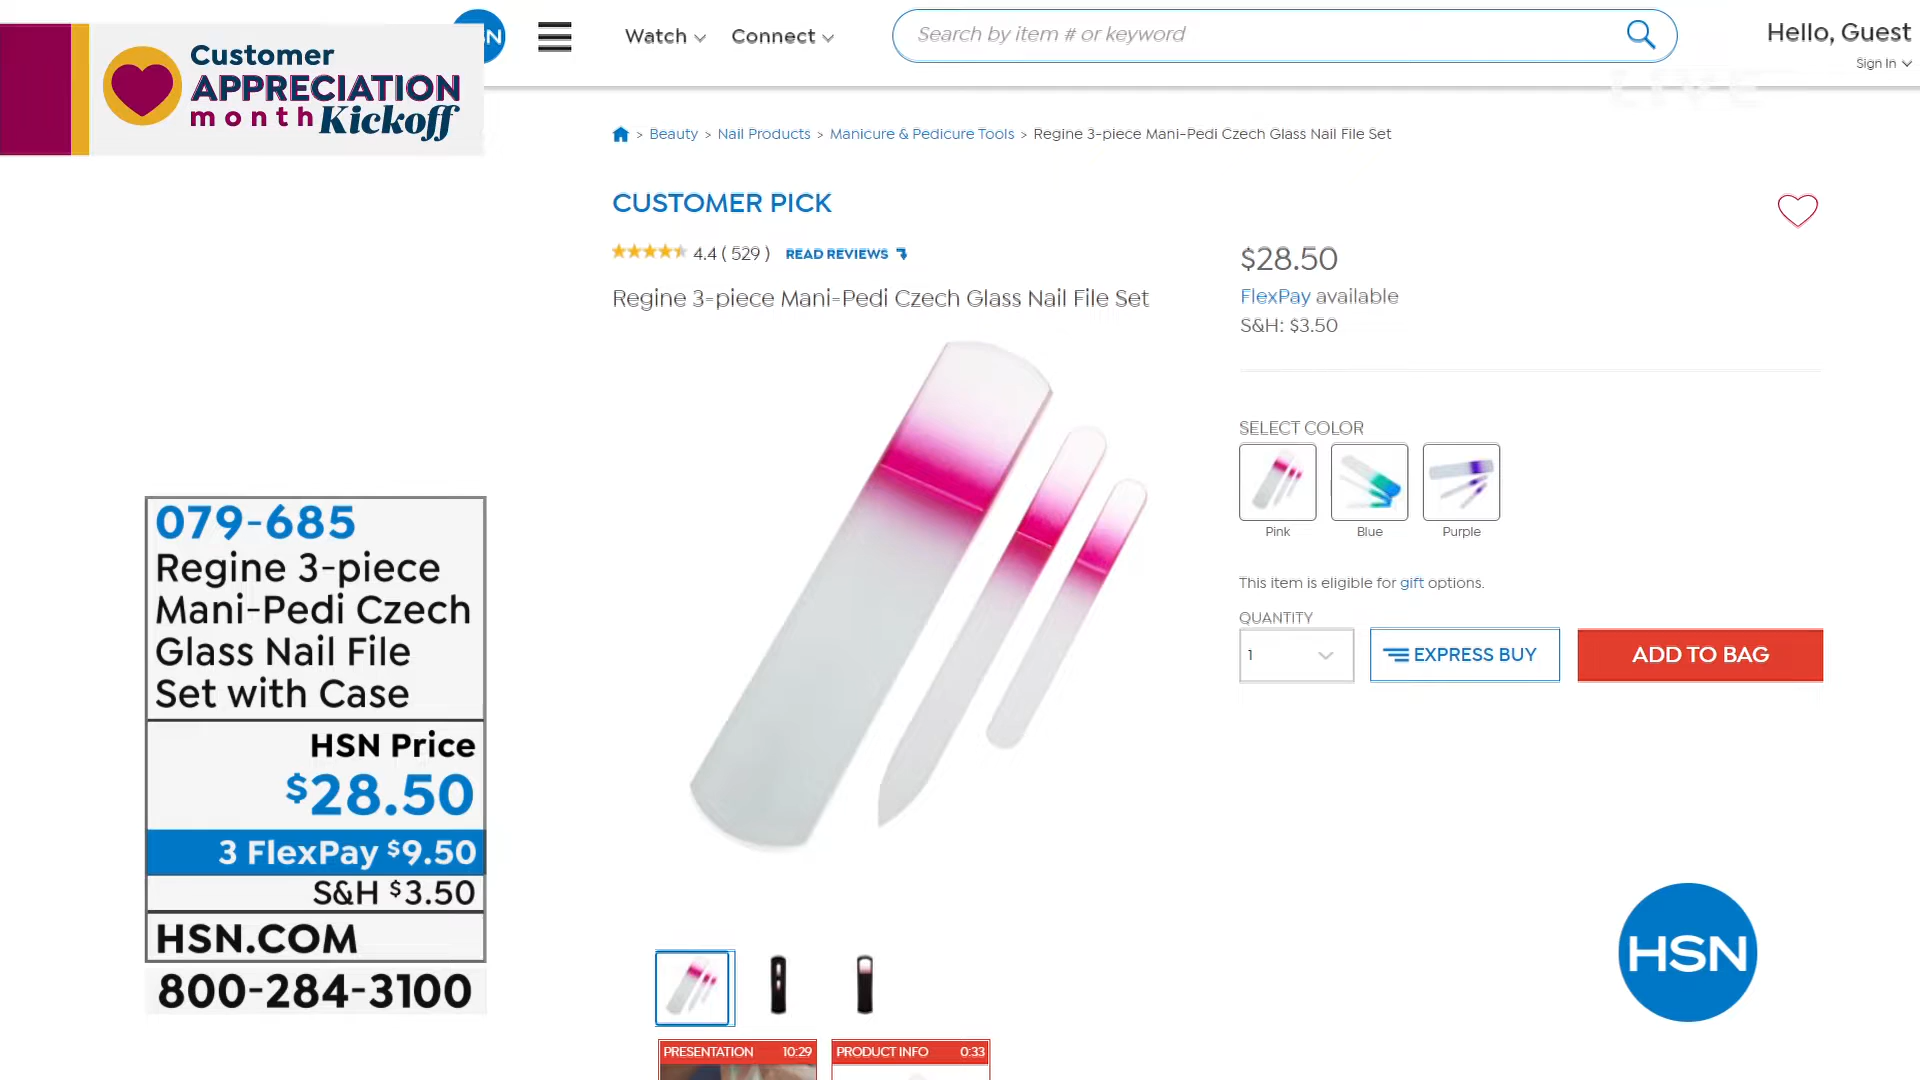 Customer
APPRECIATION
month Kickoff
Watch
Connect
Search by item # or keyword
Hello, Guest
Sign In
LIVE
> Beauty > Nail Products > Manicure & Pedicure Tools > Regine 3-piece Mani-Pedi Czech Glass Nail File Set
CUSTOMER PICK
4.4 ( 529 ) READ REVIEWS
Regine 3-piece Mani-Pedi Czech Glass Nail File Set
$28.50
FlexPay available
S&H: $3.50
SELECT COLOR
Pink Blue Purple
This item is eligible for gift options.
QUANTITY
1
EXPRESS BUY
ADD TO BAG
079-685
Regine 3-piece
Mani-Pedi Czech
Glass Nail File
Set with Case
HSN Price
$28.50
3 FlexPay $9.50
S&H $3.50
HSN.COM
800-284-3100
PRESENTATION 10:29
PRODUCT INFO 0:33
HSN